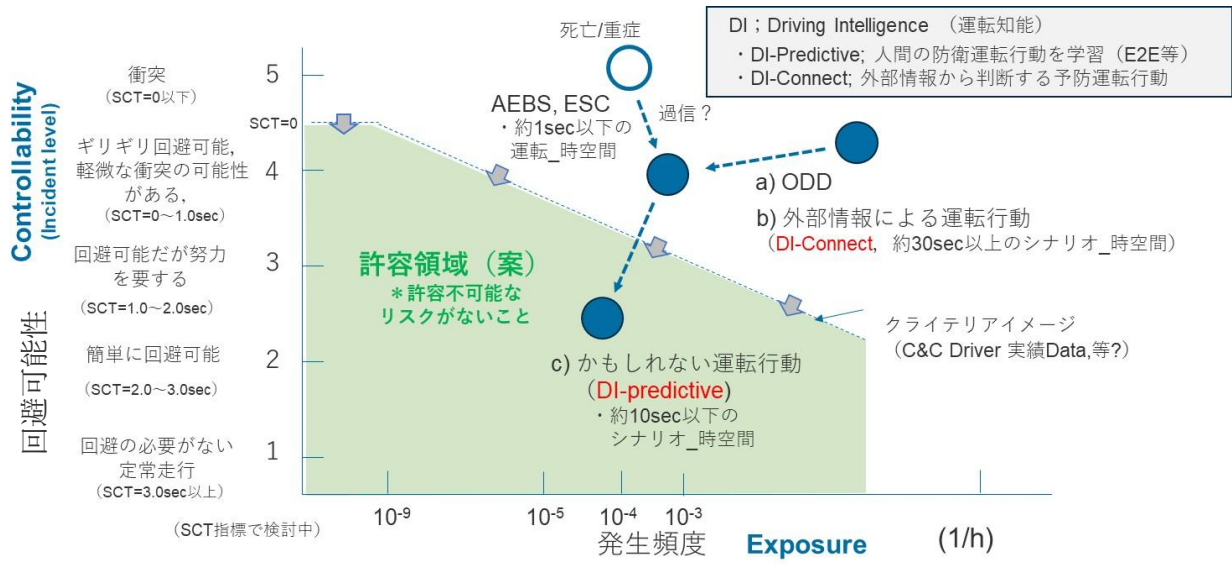 DI；Driving Intelligence （運転知能）
・DI-Predictive; 人間の防衛運転行動を学習（E2E等）
・DI-Connect; 外部情報から判断する予防運転行動
死亡/重症
過信？
AEBS, ESC
・約1sec以下の
運転_時空間
a) ODD
b) 外部情報による運転行動
（DI-Connect, 約30sec以上のシナリオ_時空間）
許容領域（案）
＊許容不可能な
リスクがないこと
クライテリアイメージ
（C&C Driver 実績Data,等?）
c) かもしれない運転行動
（DI-predictive)
・約10sec以下の
シナリオ_時空間
Controllability
(Incident level)
回避可能性
衝突
（SCT=0以下）
ギリギリ回避可能,
軽微な衝突の可能性
がある,
（SCT=0～1.0sec）
回避可能だが努力
を要する
（SCT=1.0～2.0sec）
簡単に回避可能
（SCT=2.0～3.0sec）
回避の必要がない
定常走行
（SCT=3.0sec以上）
（SCT指標で検討中）
5
SCT=0
4
3
2
1
10-9
10-5
10-4
10-3
発生頻度 Exposure (1/h)